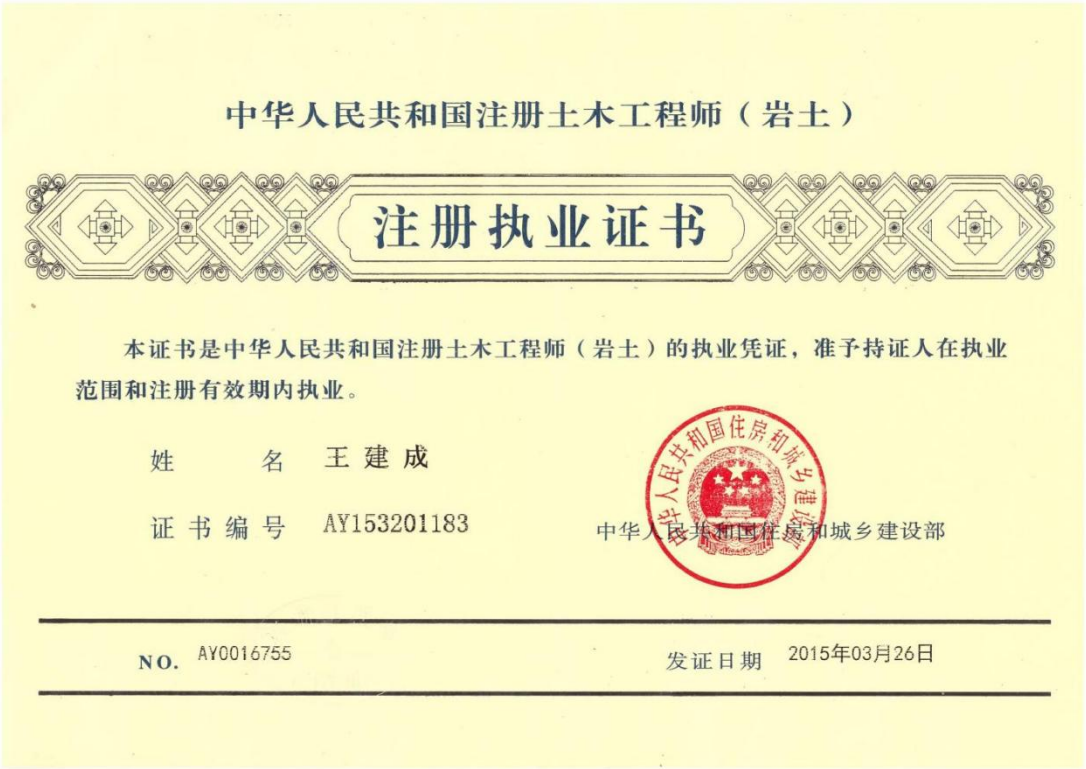 中华人民共和国注册土木工程师（岩土）
注册执业证书
本证书是中华人民共和国注册土木工程师（岩土）的执业凭证，准予持证人在执业
范围和注册有效期内执业。
姓 名 王建成
证书编号 AY153201183
中华人民共和国住房和城乡建设部
中华人民共和国住房和城乡建设部
NO. AY0016755
发证日期 2015年03月26日